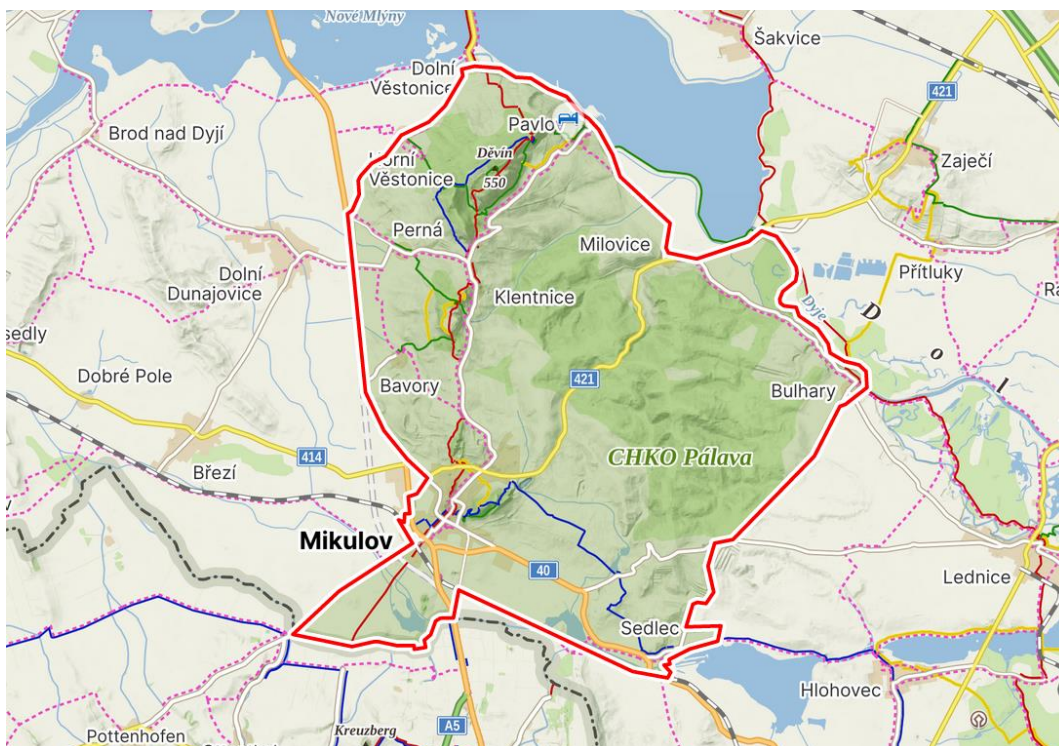 Nové Mlýny
Šakvice
Dolní
Věstonice
421
Brod nad Dyjí
Pavlov
Zaječí
Děvín
550
Horní
Věstonice
Perná
Milovice
Přítluky
Dolní
Dunajovice
Klentnice
Dyje
D
o
l
Dobré Pole
Bavory
421
Bulhary
414
Březí
CHKO Pálava
Mikulov
40
Lednice
Sedlec
Hlohovec
A5
Kreuzberg
Pottenhofen